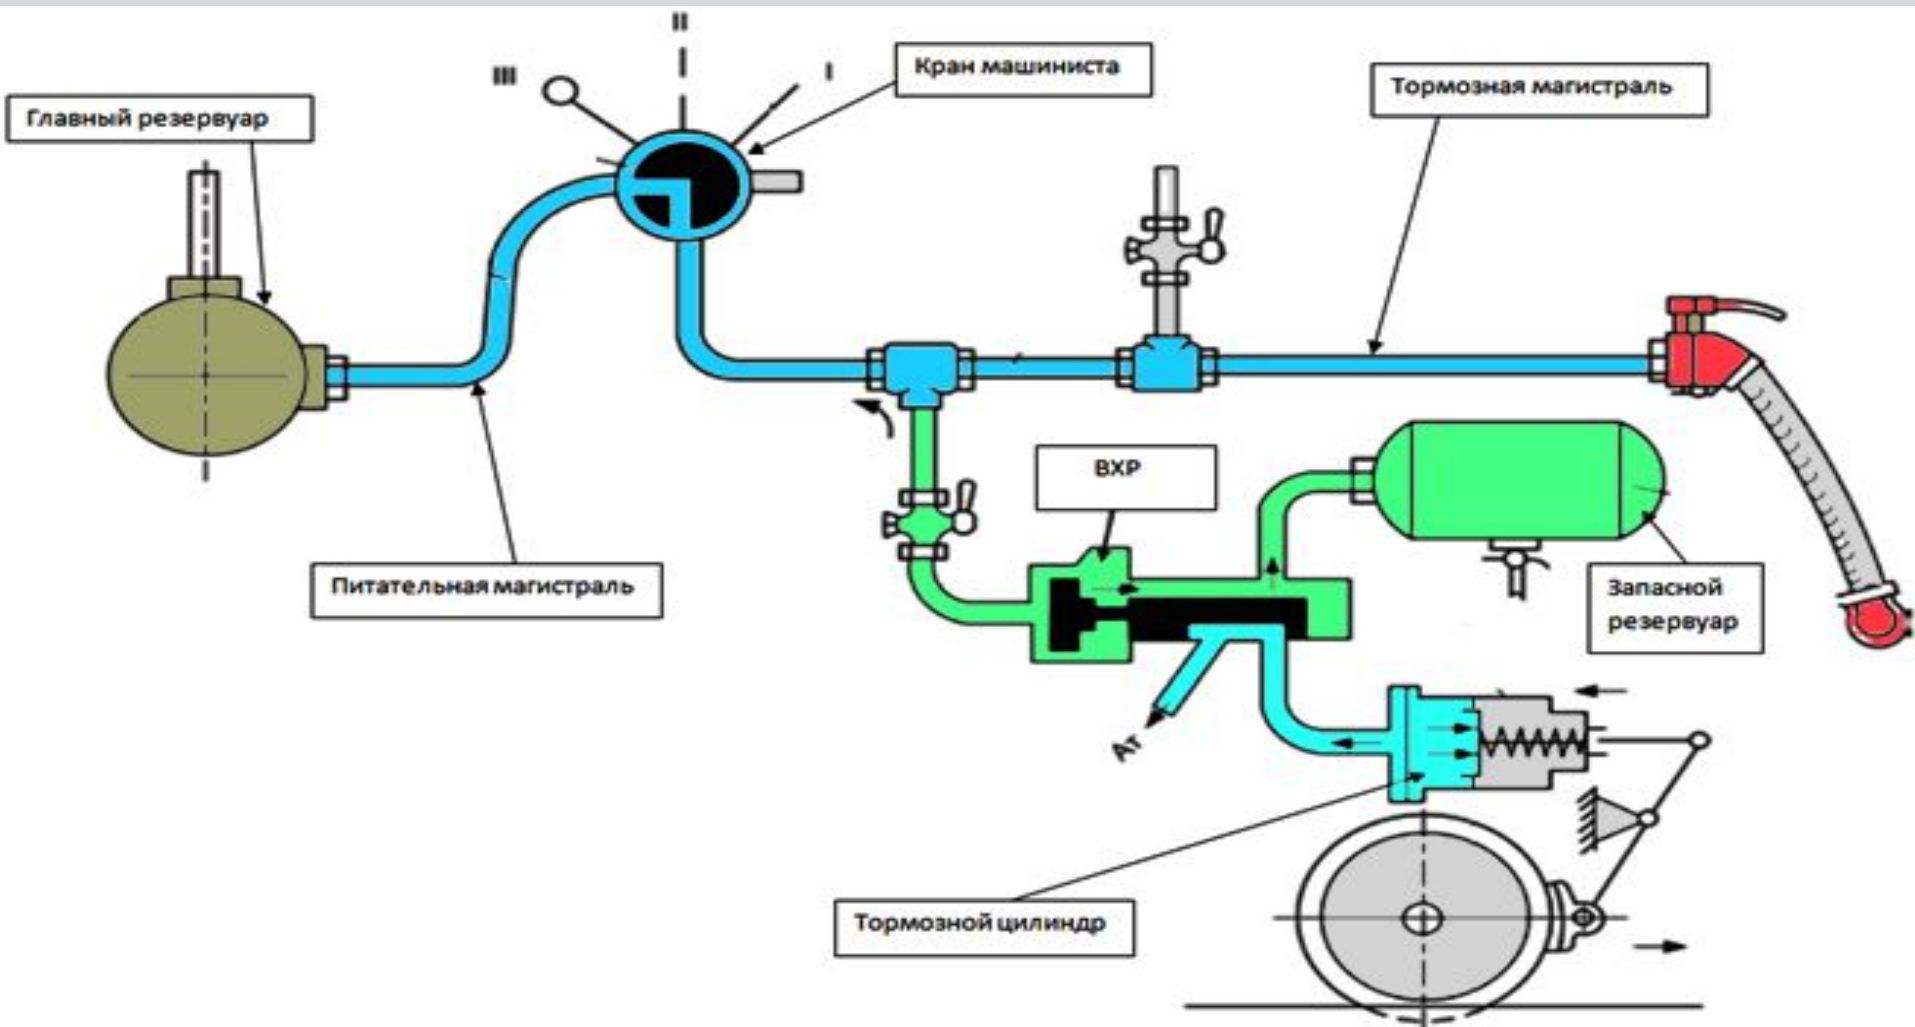 II
III
I
Кран машиниста
Тормозная магистраль
Главный резервуар
ВХР
Питательная магистраль
Запасной
резервуар
Ат
Тормозной цилиндр